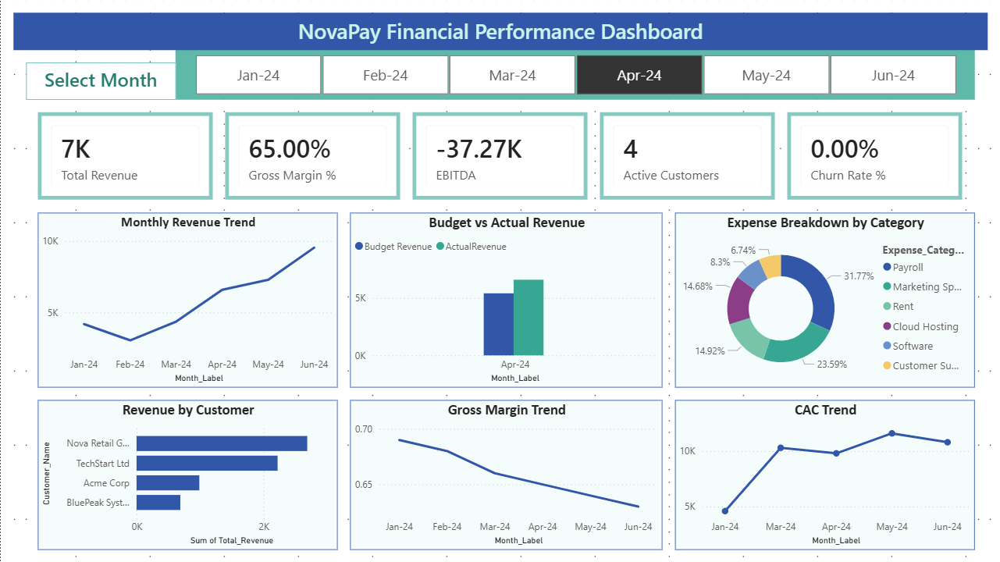 NovaPay Financial Performance Dashboard
Select Month
Jan-24 Feb-24 Mar-24 Apr-24 May-24 Jun-24
7K
Total Revenue
65.00%
Gross Margin %
-37.27K
EBITDA
4
Active Customers
0.00%
Churn Rate %
Monthly Revenue Trend
10K
5K
Jan-24 Feb-24 Mar-24 Apr-24 May-24 Jun-24
Month_Label
Budget vs Actual Revenue
Budget Revenue ActualRevenue
5K
0K
Apr-24
Month_Label
Expense Breakdown by Category
6.74%
8.3%
14.68%
14.92%
31.77%
23.59%
Expense_Categ...
Payroll
Marketing Sp...
Rent
Cloud Hosting
Software
Customer Su...
Revenue by Customer
Customer_Name
Nova Retail G...
TechStart Ltd
Acme Corp
BluePeak Syst...
0K 2K
Sum of Total_Revenue
Gross Margin Trend
0.70
0.65
Jan-24 Feb-24 Mar-24 Apr-24 May-24 Jun-24
Month_Label
CAC Trend
10K
5K
Jan-24 Mar-24 Apr-24 May-24 Jun-24
Month_Label